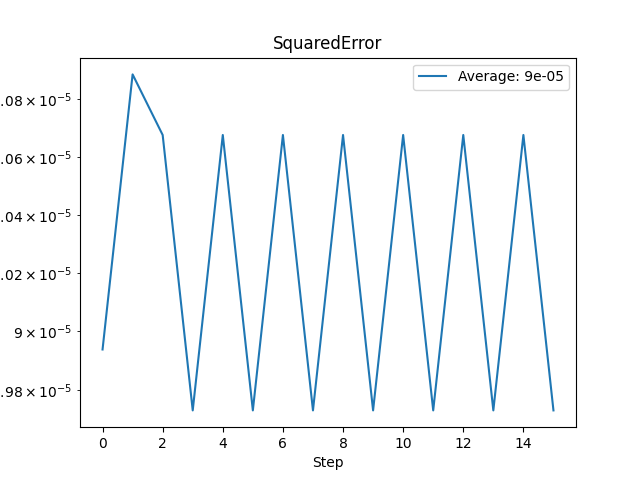 SquaredError
Average: 9e-05
.08 × 10⁻⁵
.06 × 10⁻⁵
.04 × 10⁻⁵
.02 × 10⁻⁵
9 × 10⁻⁵
.98 × 10⁻⁵
0 2 4 6 8 10 12 14
Step